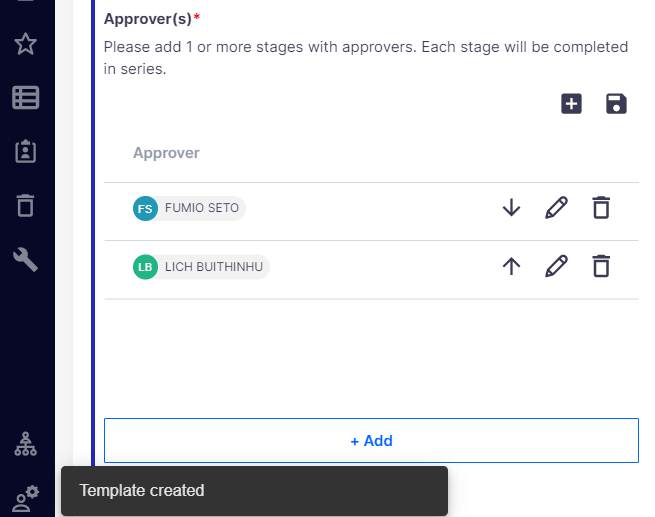 Approver(s)*
Please add 1 or more stages with approvers. Each stage will be completed
in series.
Approver
FS FUMIO SETO
LB LICH BUITHINHU
+ Add
Template created